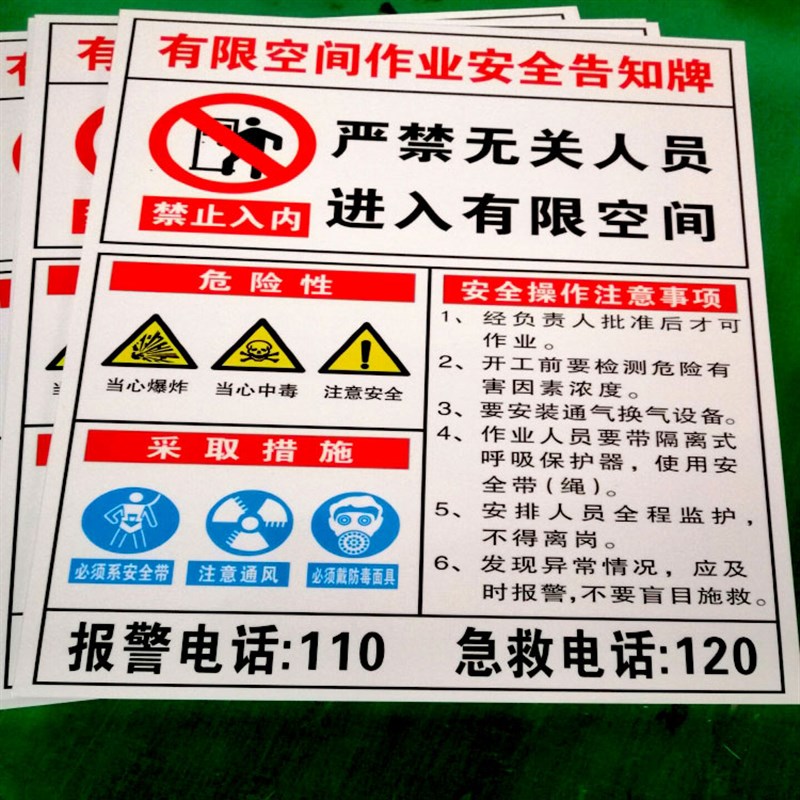 有限空间作业安全告知牌
严禁无关人员
进入有限空间
禁止入内
危险性
当心爆炸
当心中毒
注意安全
采取措施
必须系安全带
注意通风
必须戴防毒面具
安全操作注意事项
1、经负责人批准后才可
作业。
2、开工前要检测危险有
害因素浓度。
3、要安装通气换气设备。
4、作业人员要带隔离式
呼吸保护器，使用安
全带(绳)。
5、安排人员全程监护，
不得离岗。
6、发现异常情况，应及
时报警,不要盲目施救。
报警电话:110
急救电话:120
有
禁
当